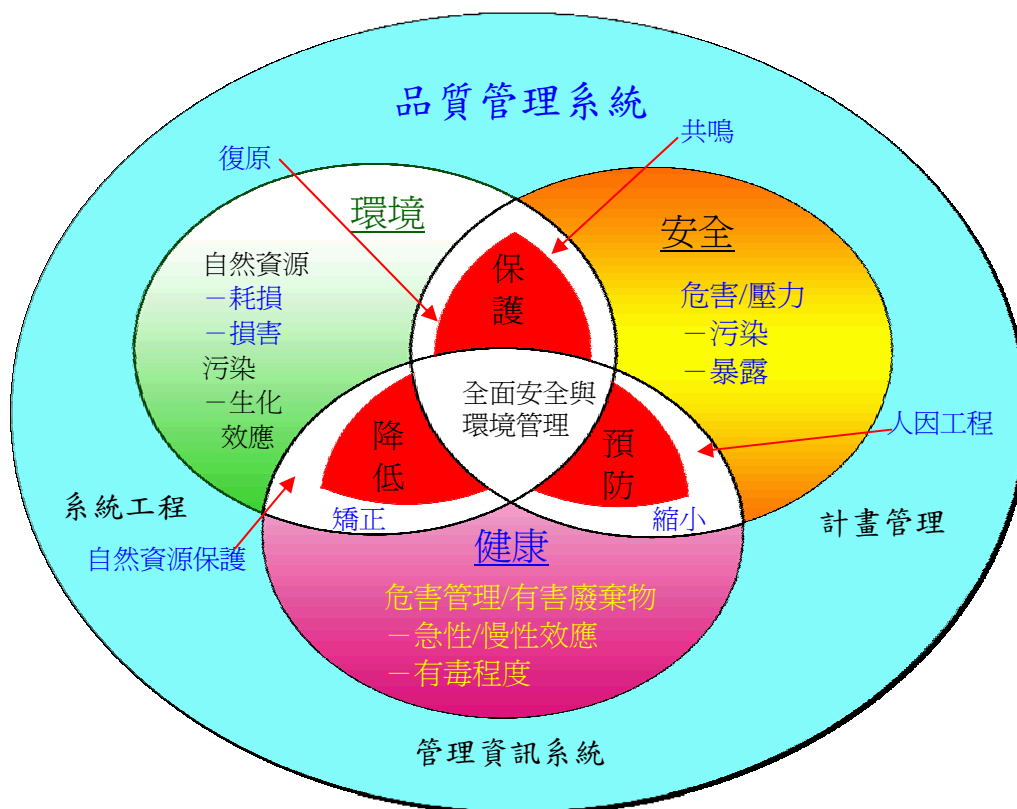 品質管理系統
共鳴
復原
環境
安全
保護
自然資源
－耗損
－損害
污染
－生化
效應
危害/壓力
－污染
－暴露
全面安全與
環境管理
人因工程
降低
預防
系統工程
矯正
縮小
計畫管理
自然資源保護
健康
危害管理/有害廢棄物
－急性/慢性效應
－有毒程度
管理資訊系統